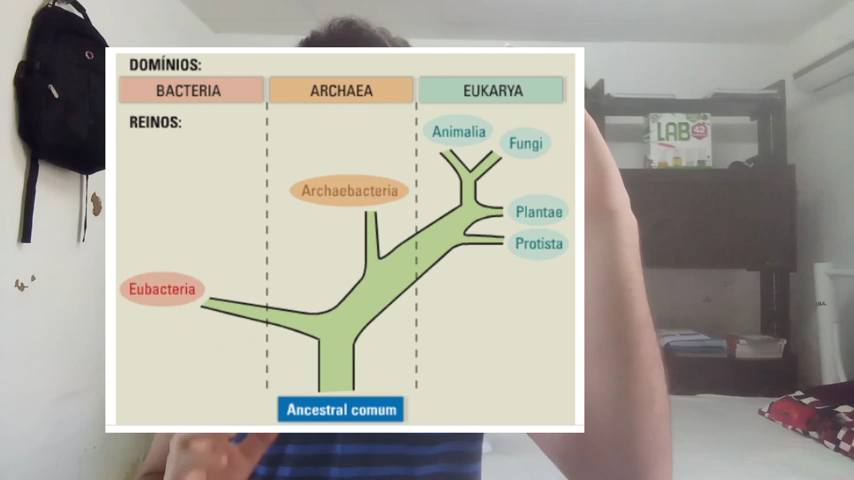 DOMÍNIOS:
BACTERIA
ARCHAEA
EUKARYA
REINOS:
Animalia
Fungi
Archaebacteria
Plantae
Protista
Eubacteria
Ancestral comum
LAB